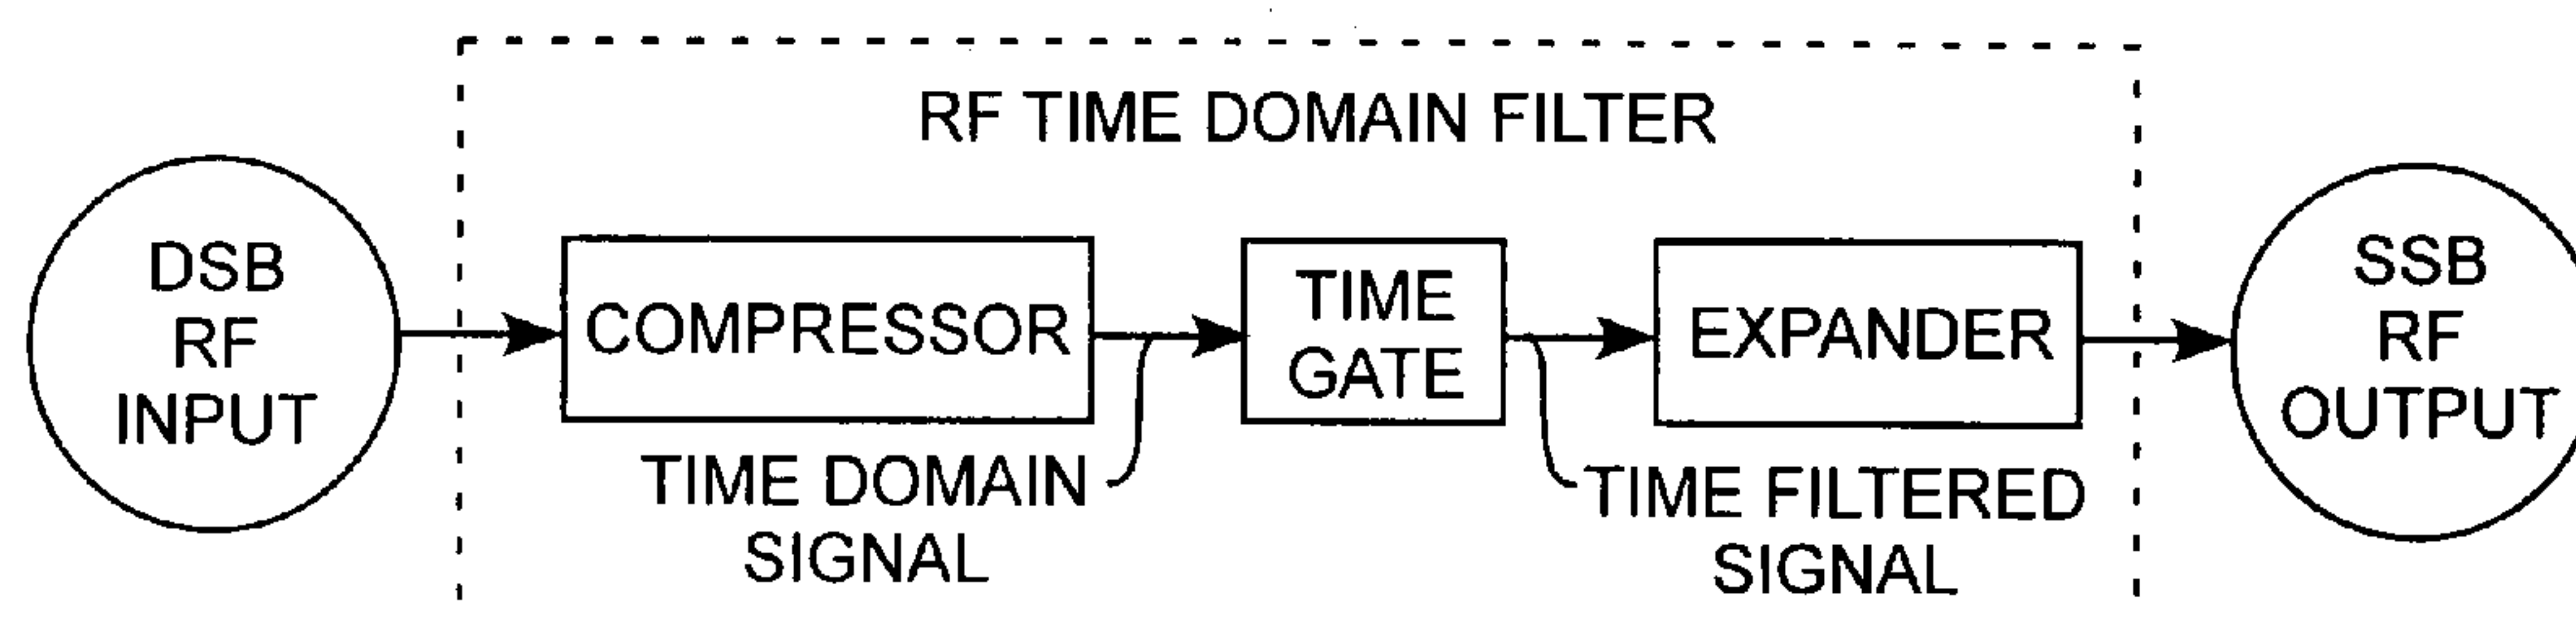 RF TIME DOMAIN FILTER
DSB
RF
INPUT
COMPRESSOR
TIME
GATE
EXPANDER
SSB
RF
OUTPUT
TIME DOMAIN
SIGNAL
TIME FILTERED
SIGNAL